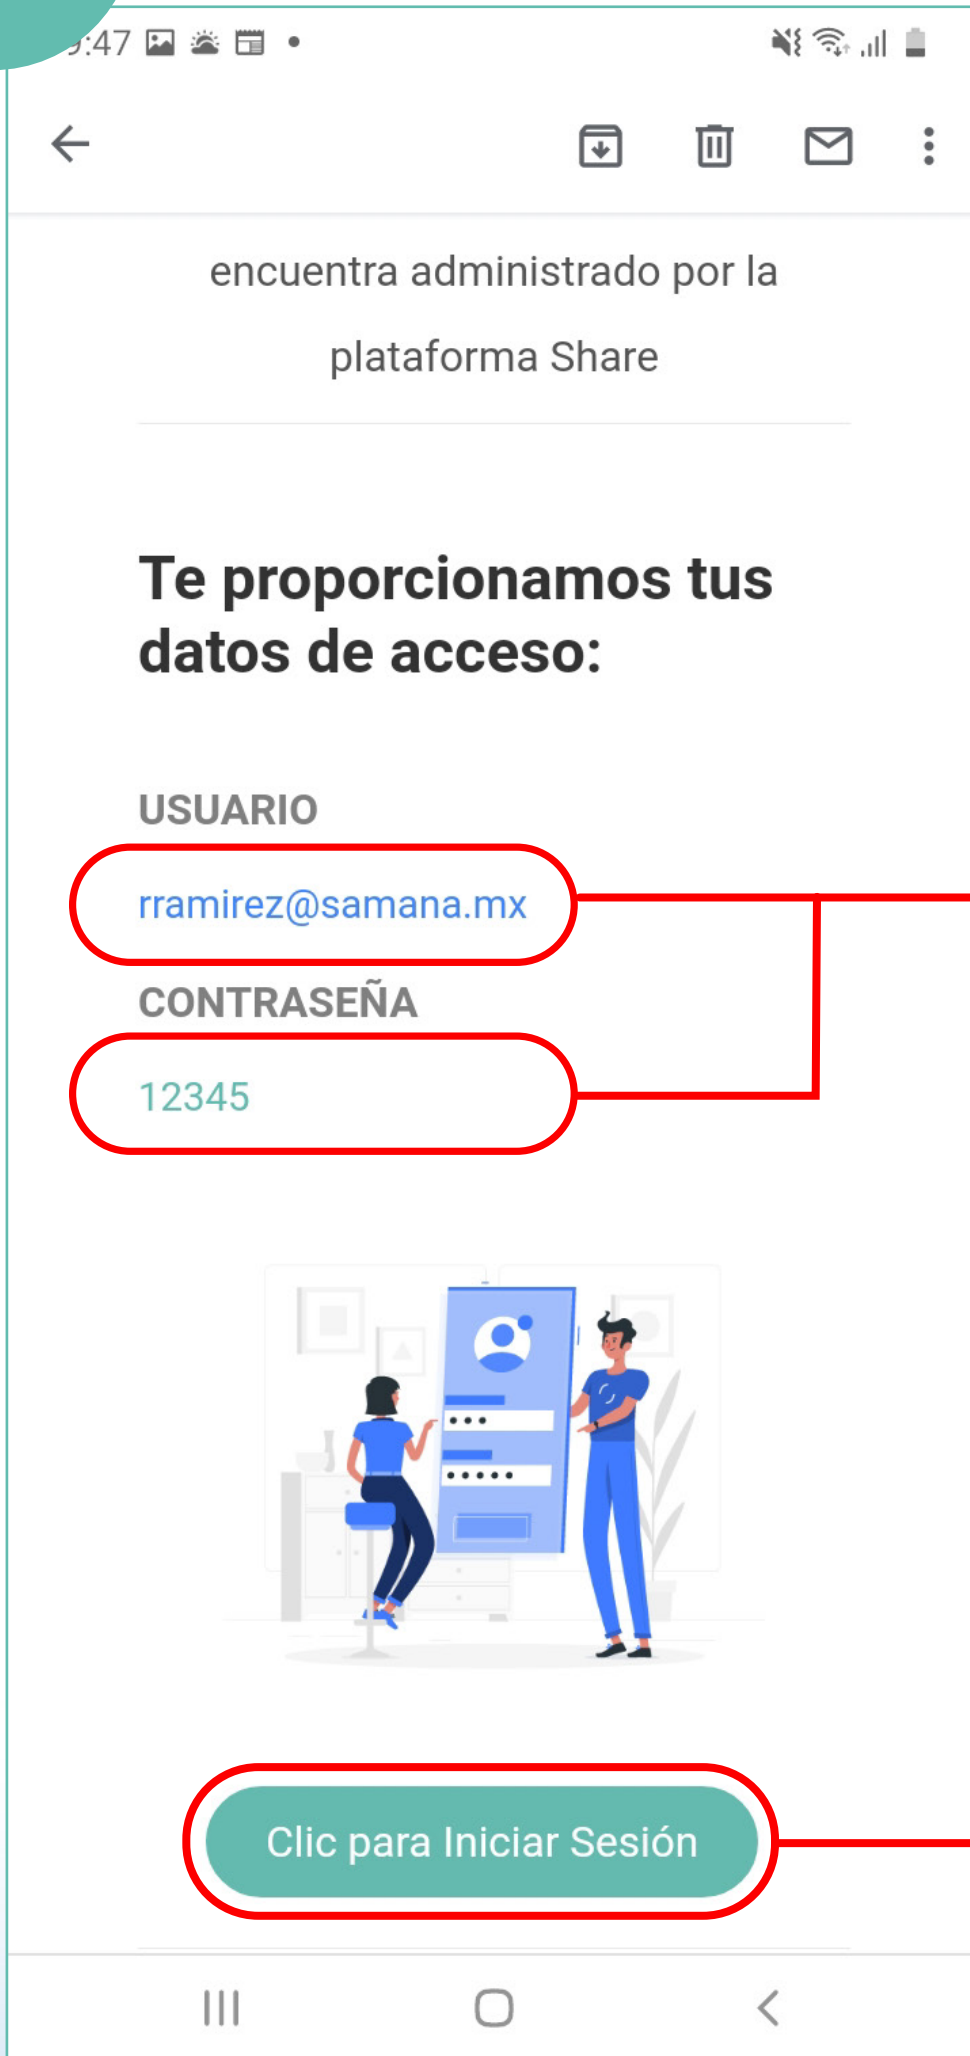 :47
encuentra administrado por la
plataforma Share
Te proporcionamos tus
datos de acceso:
USUARIO
rramirez@samana.mx
CONTRASEÑA
12345
Clic para Iniciar Sesión